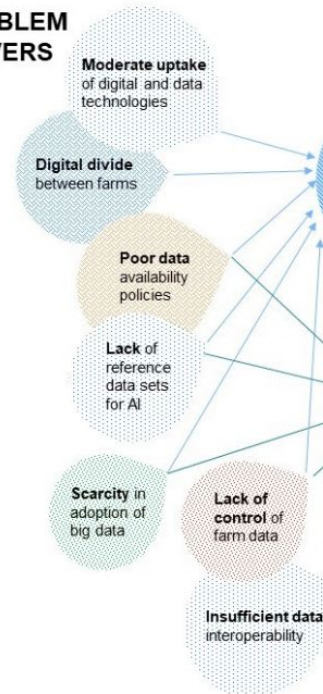 BLEM
VERS
Moderate uptake
of digital and data
technologies
Digital divide
between farms
Poor data
availability
policies
Lack of
reference
data sets
for AI
Scarcity in
adoption of
big data
Lack of
control of
farm data
Insufficient data
interoperability